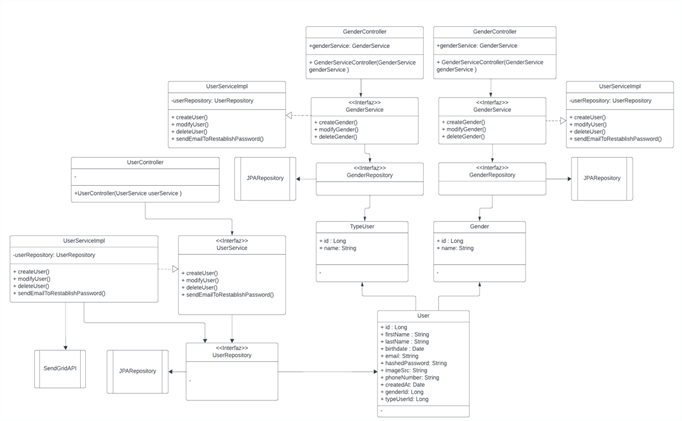 GenderController
+genderService: GenderService
+ GenderServiceController(GenderService
genderService )
GenderController
+genderService: GenderService
+ GenderServiceController(GenderService
genderService )
UserServiceImpl
-userRepository: UserRepository
+ createUser()
+ modifyUser()
+ deleteUser()
+ sendEmailToRestablishPassword()
<<Interfaz>>
GenderService
+ createGender()
+ modifyGender()
+ deleteGender()
<<Interfaz>>
GenderService
+ createGender()
+ modifyGender()
+ deleteGender()
UserServiceImpl
-userRepository: UserRepository
+ createUser()
+ modifyUser()
+ deleteUser()
+ sendEmailToRestablishPassword()
UserController
-
+UserController(UserService userService )
JPARepository
<<Interfaz>>
GenderRepository
<<Interfaz>>
GenderRepository
JPARepository
TypeUser
+ id : Long
+ name: String
-
Gender
+ id : Long
+ name: String
-
UserServiceImpl
-userRepository: UserRepository
+ createUser()
+ modifyUser()
+ deleteUser()
+ sendEmailToRestablishPassword()
<<Interfaz>>
UserService
+ createUser()
+ modifyUser()
+ deleteUser()
+ sendEmailToRestablishPassword()
SendGridAPI
JPARepository
<<Interfaz>>
UserRepository
-
User
+ id : Long
+ firstName : String
+ lastName : String
+ birthdate : Date
+ email: Sttring
+ hashedPassword: String
+ imageSrc: String
+ phoneNumber: String
+ createdAt: Date
+ genderId: Long
+ typeUserId: Long
-